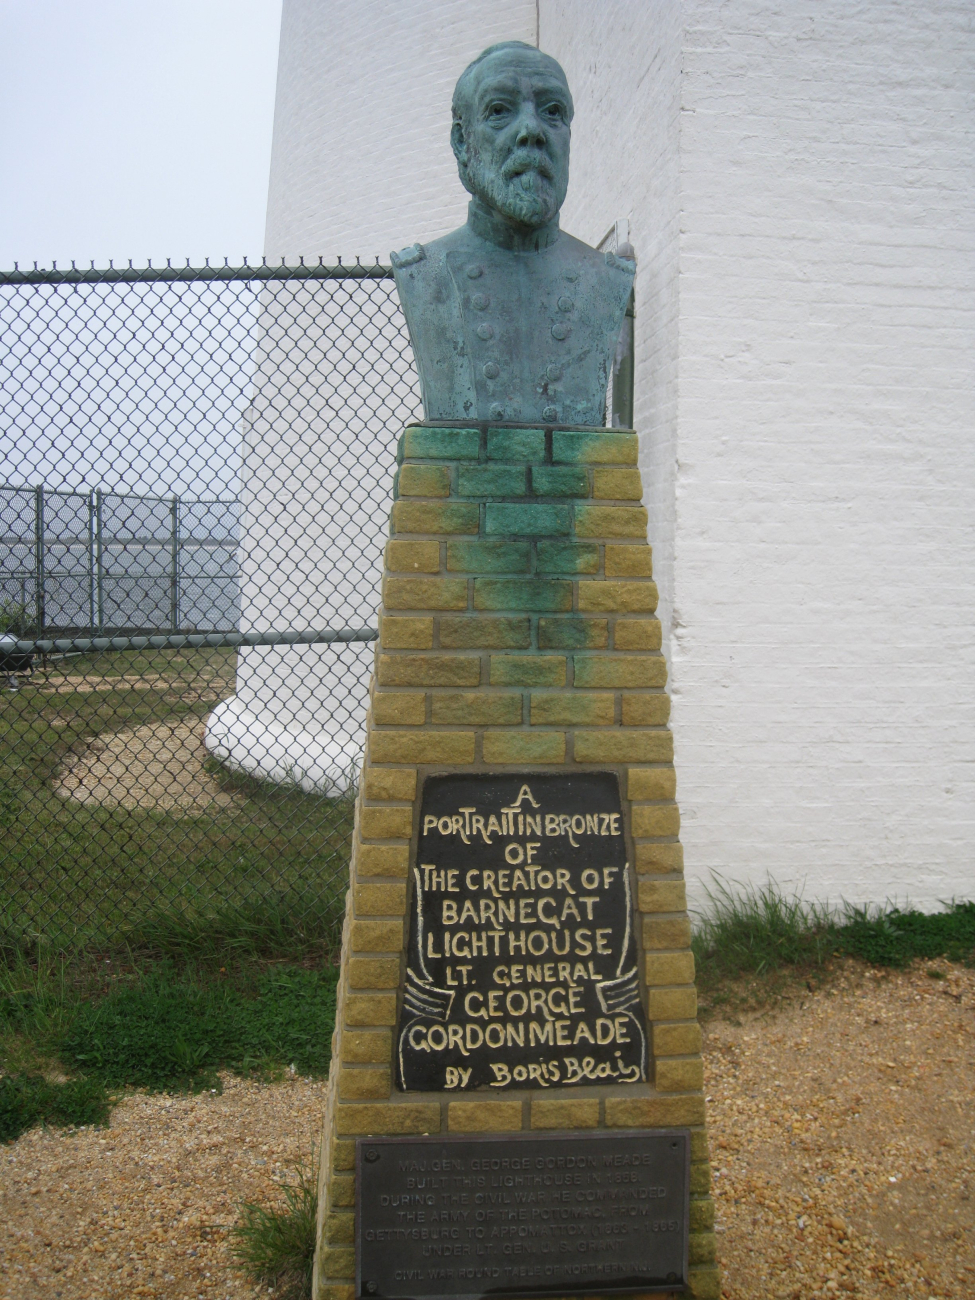 A
PORTRAIT IN BRONZE
OF
THE CREATOR OF
BARNEGAT
LIGHTHOUSE
LT. GENERAL
GEORGE
GORDON MEADE
BY BORIS BLAI
MAJ. GEN. GEORGE GORDON MEADE
BUILT THIS LIGHTHOUSE IN
DURING THE CIVIL WAR HE COMMANDED
THE ARMY OF THE POTOMAC FROM
GETTYSBURG TO APPOMATTOX 1863 - 1865
UNDER LT. GEN. U. S. GRANT
CIVIL WAR ROUND TABLE OF NORTHERN N.J.